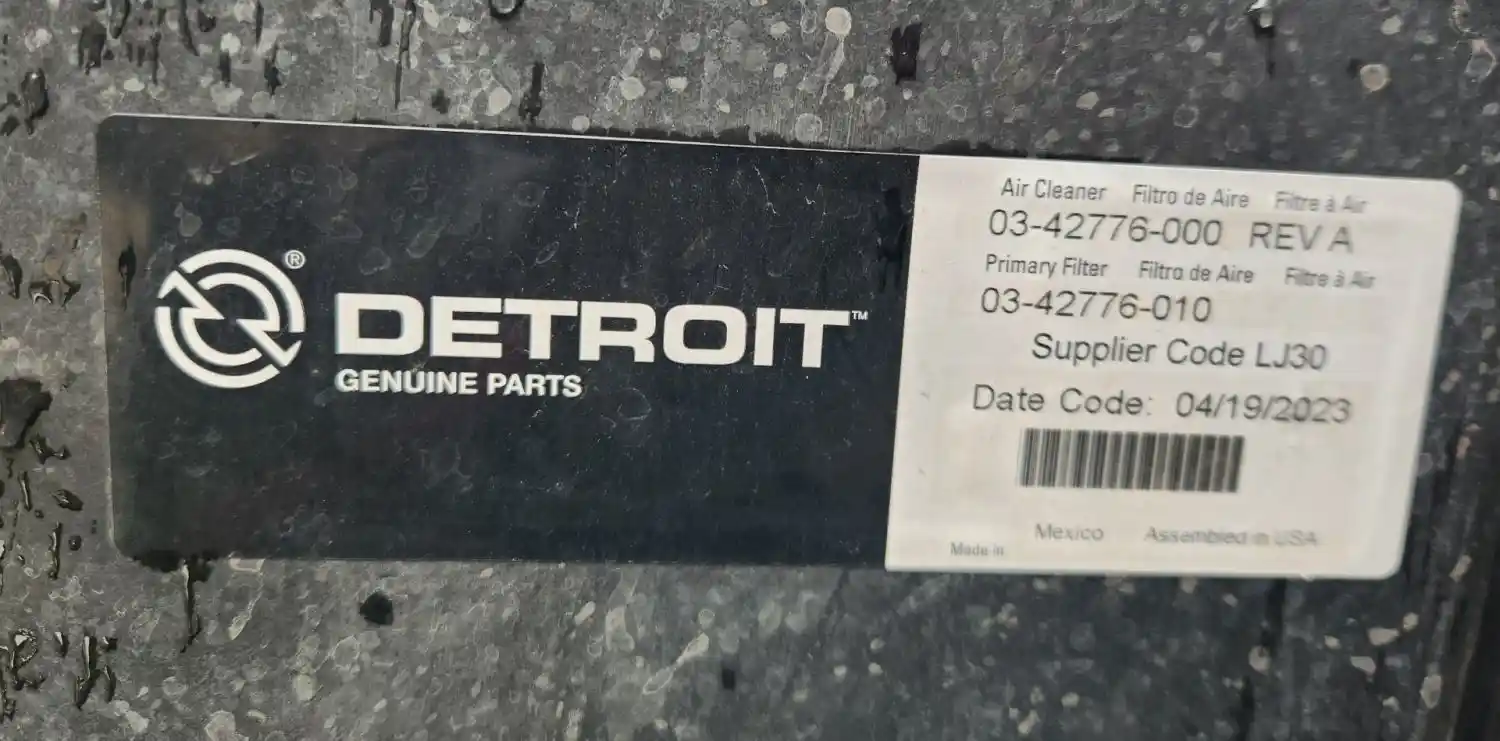 DETROIT™
GENUINE PARTS
®
Air Cleaner Filtro de Aire Filtre à Air
03-42776-000 REV A
Primary Filter Filtro de Aire Filtre à Air
03-42776-010
Supplier Code LJ30
Date Code: 04/19/2023
Made in Mexico Assembled in USA